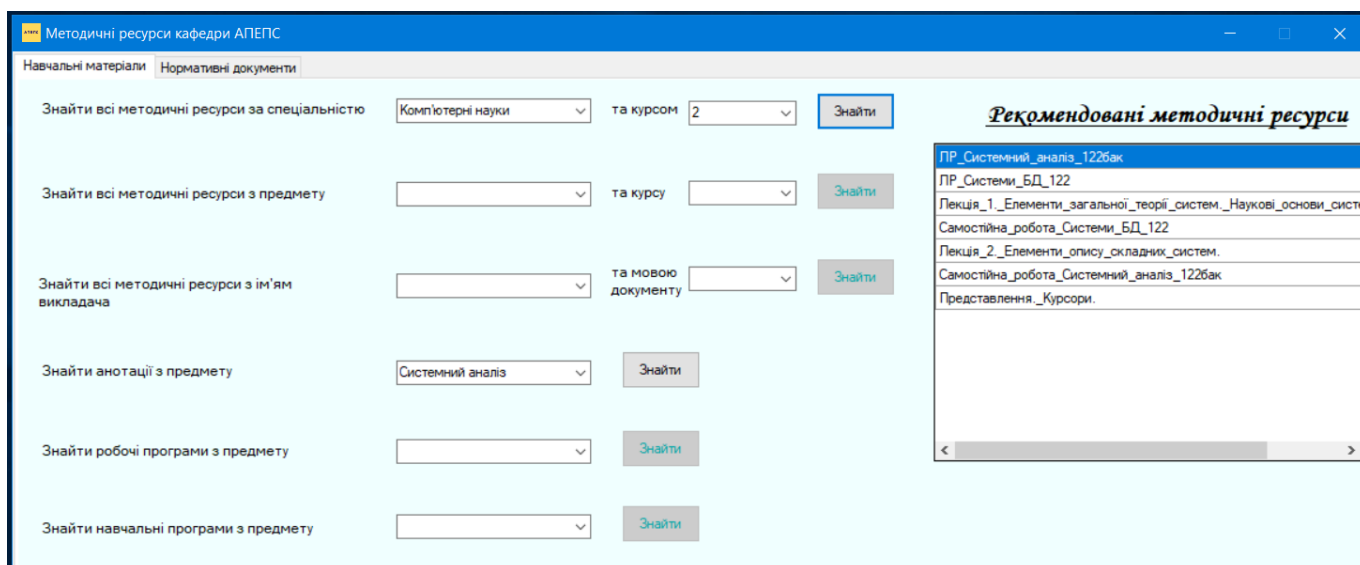 АПЕПС Методичні ресурси кафедри АПЕПС
Навчальні матеріали Нормативні документи
Знайти всі методичні ресурси за спеціальністю Комп'ютерні науки та курсом 2 Знайти
Рекомендовані методичні ресурси
ЛР_Системний_аналіз_122бак
ЛР_Системи_БД_122
Лекція_1._Елементи_загальної_теорії_систем._Наукові_основи_систе
Самостійна_робота_Системи_БД_122
Лекція_2._Елементи_опису_складних_систем.
Самостійна_робота_Системний_аналіз_122бак
Представлення._Курсори.
Знайти всі методичні ресурси з предмету та курсу Знайти
Знайти всі методичні ресурси з ім'ям
викладача
та мовою
документу
Знайти
Знайти анотації з предмету Системний аналіз Знайти
Знайти робочі програми з предмету Знайти
Знайти навчальні програми з предмету Знайти